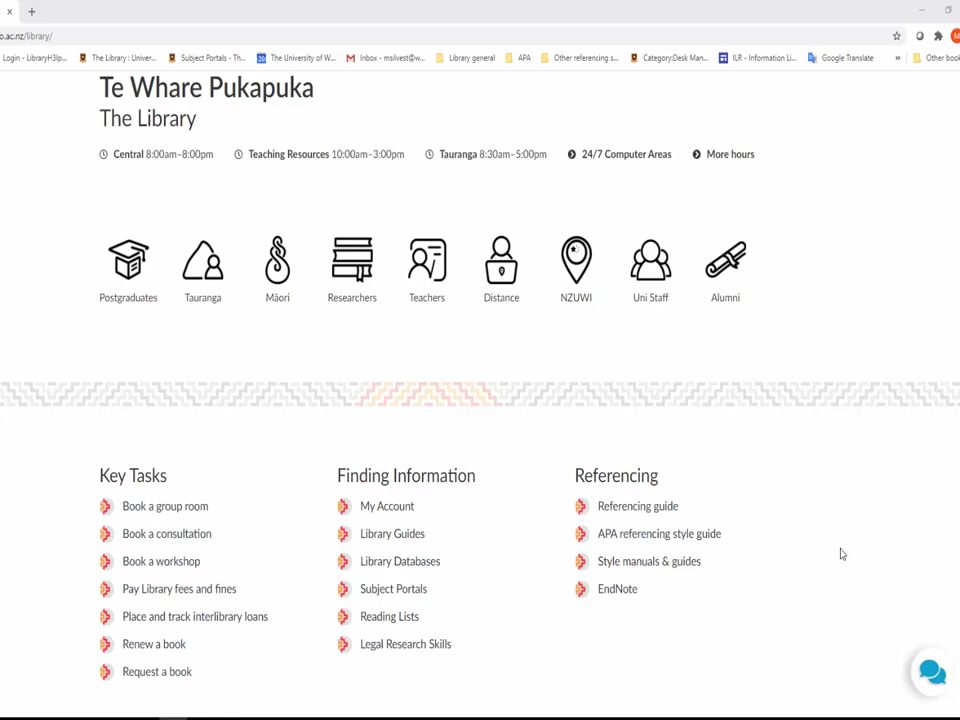 o.ac.nz/library/
Login - LibraryH3lp...
The Library : Univer...
Subject Portals - Th...
The University of W...
Inbox - msilvest@w...
Library general
APA
Other referencing s...
Category:Desk Man...
ILR - Information Li...
Google Translate
»
Other book
Te Whare Pukapuka
The Library
Central 8:00am–8:00pm
Teaching Resources 10:00am–3:00pm
Tauranga 8:30am–5:00pm
24/7 Computer Areas
More hours
Postgraduates
Tauranga
Māori
Researchers
Teachers
Distance
NZUWI
Uni Staff
Alumni
Key Tasks
Book a group room
Book a consultation
Book a workshop
Pay Library fees and fines
Place and track interlibrary loans
Renew a book
Request a book
Finding Information
My Account
Library Guides
Library Databases
Subject Portals
Reading Lists
Legal Research Skills
Referencing
Referencing guide
APA referencing style guide
Style manuals & guides
EndNote